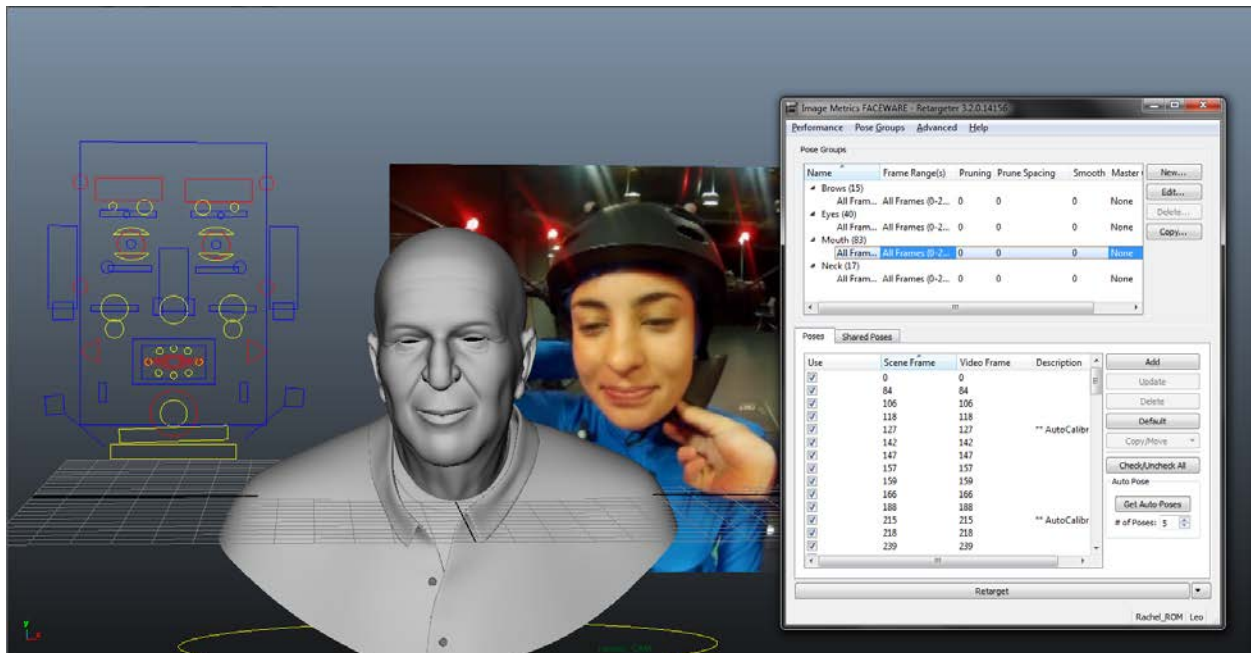 Image Metrics FACEWARE - Retargeter 3.2.0.14156
Performance Pose Groups Advanced Help
Pose Groups
Name Frame Range(s) Pruning Prune Spacing Smooth Master
New...
Brows (15)
Edit...
All Fram... All Frames (0-2... 0 0 0 None
Eyes (40)
Delete...
All Fram... All Frames (0-2... 0 0 0 None
Mouth (83)
Copy...
All Fram... All Frames (0-2... 0 0 0 None
Neck (17)
All Fram... All Frames (0-2... 0 0 0 None
Poses Shared Poses
Use Scene Frame Video Frame Description
Add
0 0
84 84
Update
106 106
Delete
118 118
127 127 ** AutoCalibr
Default
142 142
Copy/Move
147 147
157 157
Check/Uncheck All
159 159
Auto Pose
166 166
188 188
Get Auto Poses
215 215 ** AutoCalibr
# of Poses: 5
218 218
239 239
Retarget
Rachel_ROM Leo
y
x